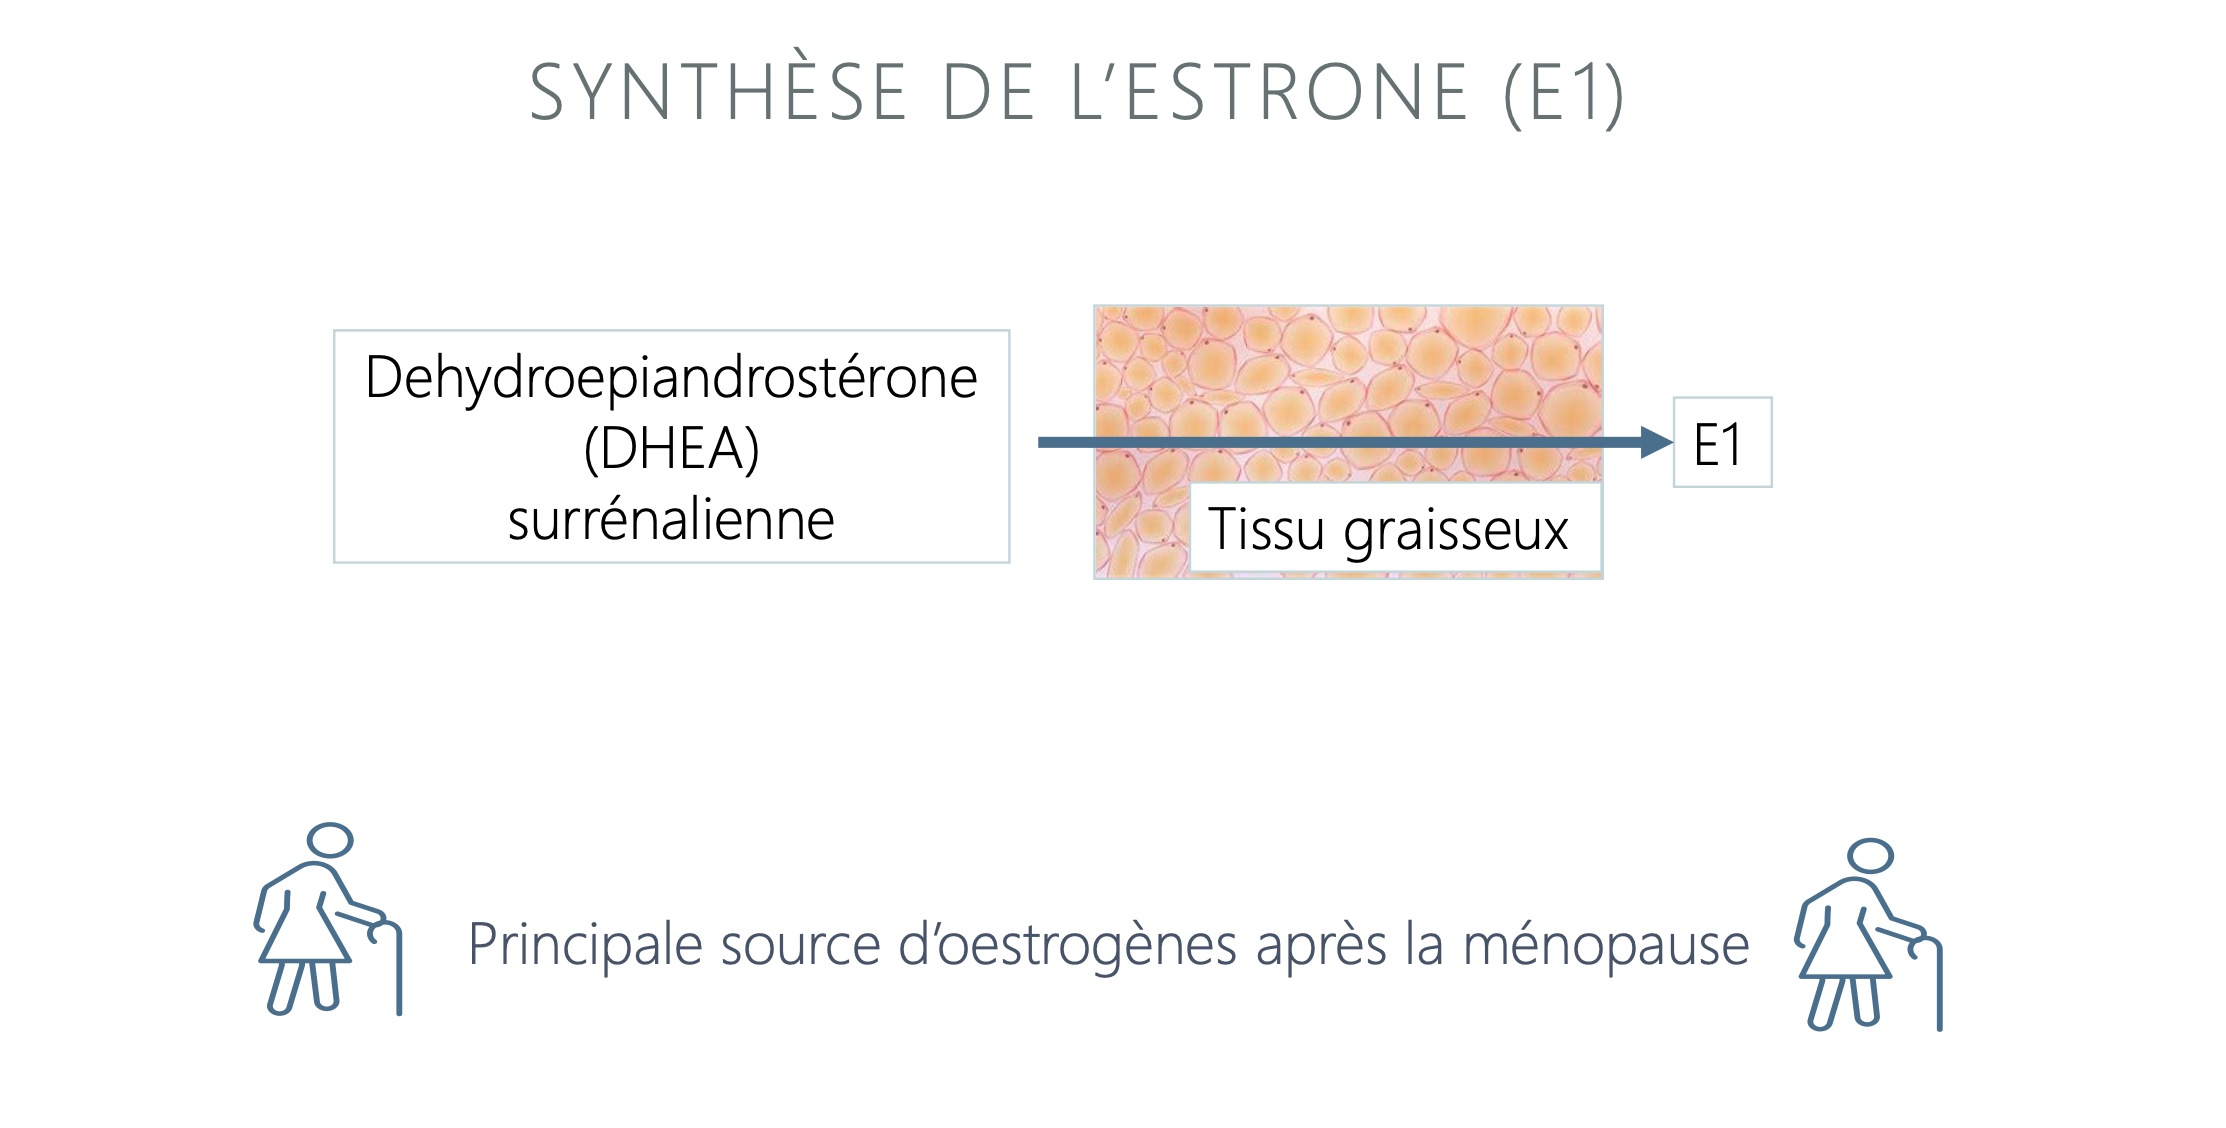 SYNTHÈSE DE L’ESTRONE (E1)
Dehydroepiandrostérone
(DHEA)
surrénalienne
Tissu graisseux
E1
Principale source d’oestrogènes après la ménopause